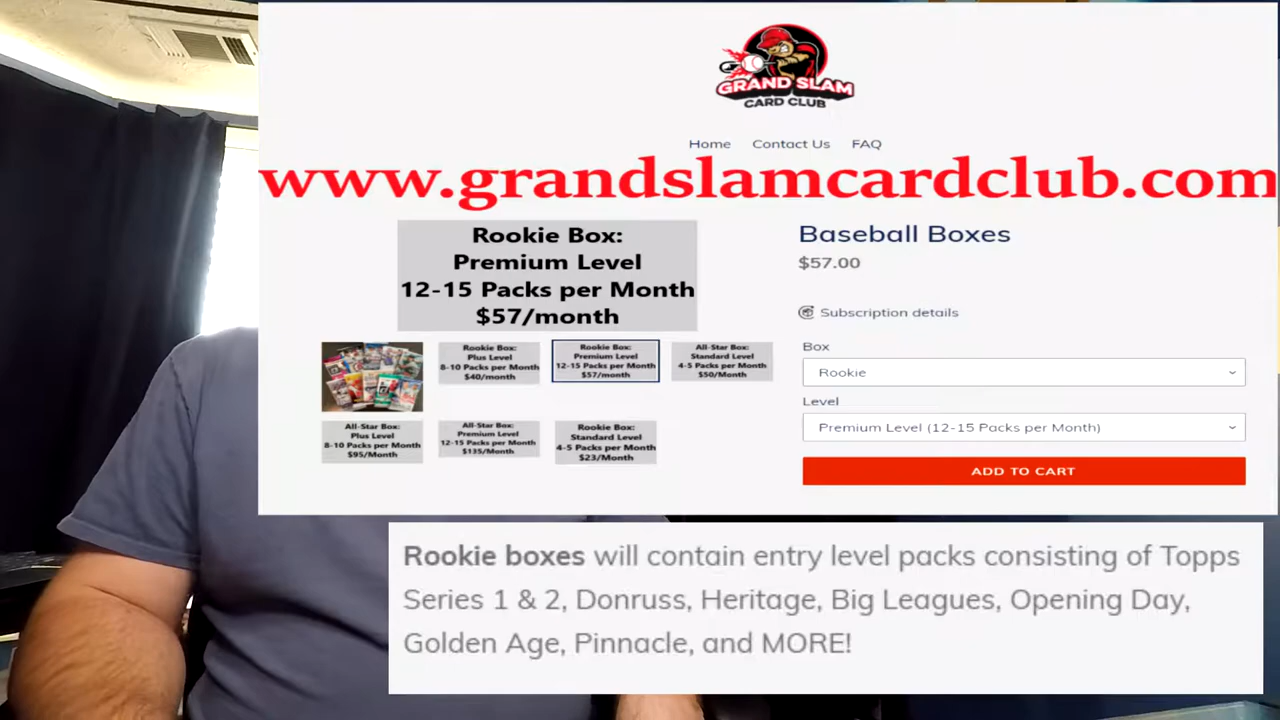 GRAND SLAM
CARD CLUB
Home Contact Us FAQ
www.grandslamcardclub.com
Rookie Box:
Premium Level
12-15 Packs per Month
$57/month
Baseball Boxes
$57.00
Subscription details
Box
Rookie
Level
Premium Level (12-15 Packs per Month)
ADD TO CART
Rookie Box:
Plus Level
8-10 Packs per Month
$40/month
Rookie Box:
Premium Level
12-15 Packs per Month
$57/month
All-Star Box:
Standard Level
4-5 Packs per Month
$50/Month
All-Star Box:
Plus Level
8-10 Packs per Month
$95/Month
All-Star Box:
Premium Level
12-15 Packs per Month
$135/Month
Rookie Box:
Standard Level
4-5 Packs per Month
$23/Month
Rookie boxes will contain entry level packs consisting of Topps
Series 1 & 2, Donruss, Heritage, Big Leagues, Opening Day,
Golden Age, Pinnacle, and MORE!